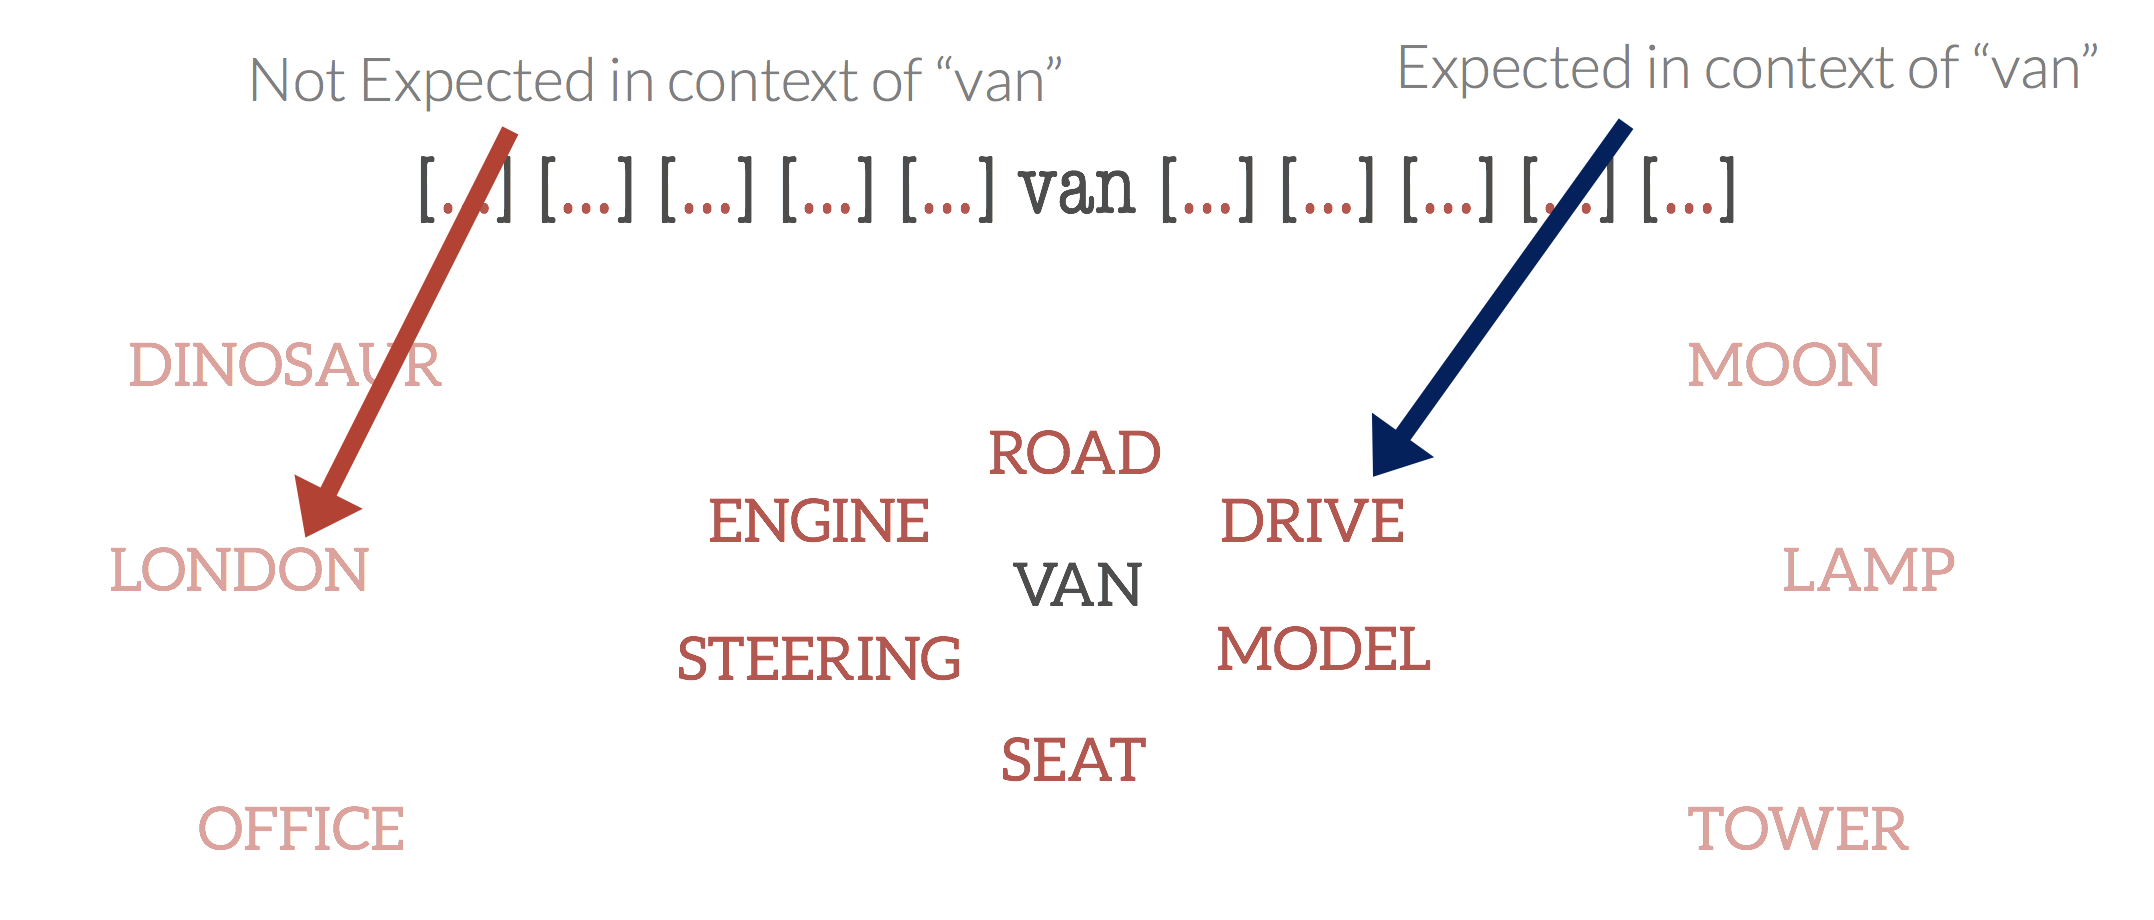 Not Expected in context of “van”
Expected in context of “van”
[...] [...] [...] [...] [...] van [...] [...] [...] [...] [...]
DINOSAUR
MOON
ROAD
ENGINE
DRIVE
LONDON
VAN
LAMP
STEERING
MODEL
SEAT
OFFICE
TOWER